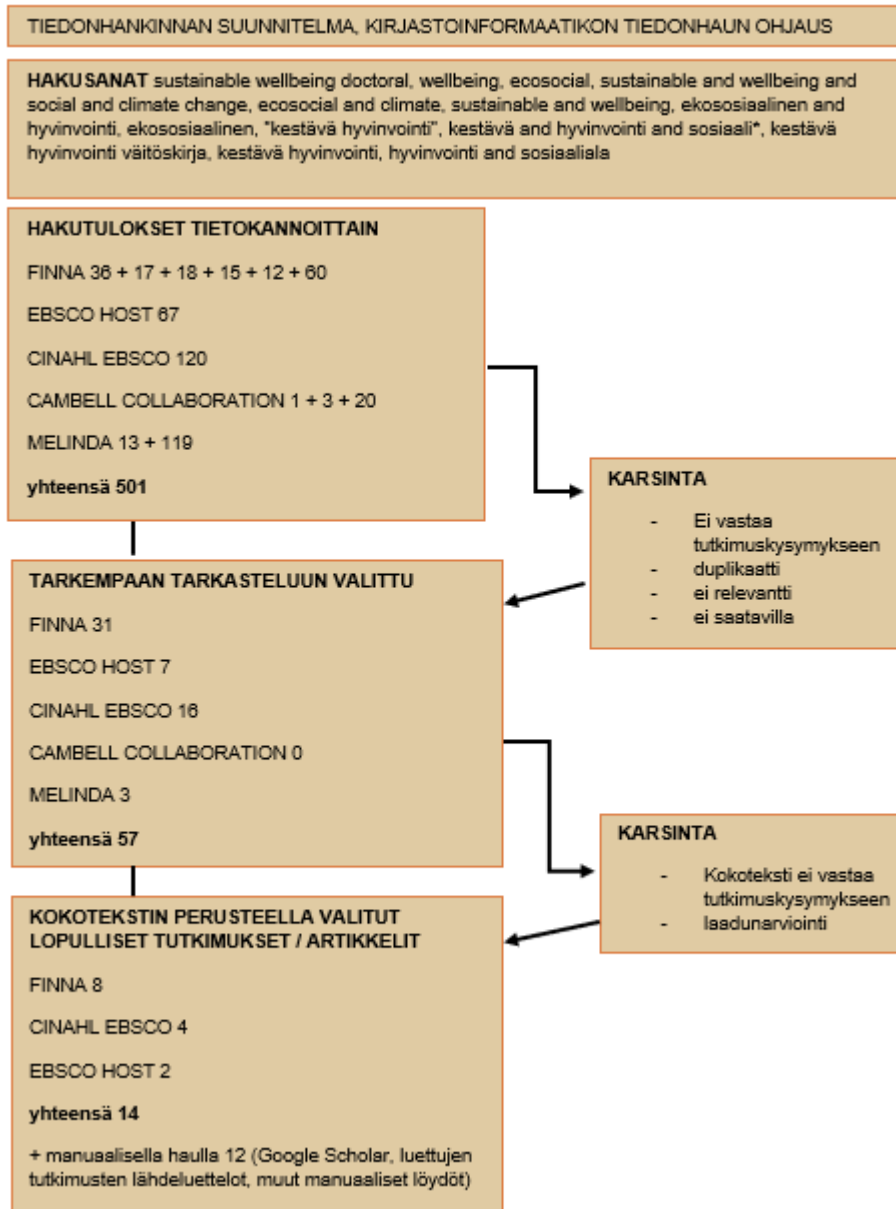 TIEDONHANKINNAN SUUNNITELMA, KIRJASTOINFORMAATIKON TIEDONHAUN OHJAUS
HAKUSANAT sustainable wellbeing doctoral, wellbeing, ecosocial, sustainable and wellbeing and
social and climate change, ecosocial and climate, sustainable and wellbeing, ekososiaalinen and
hyvinvointi, ekososiaalinen, "kestävä hyvinvointi", kestävä and hyvinvointi and sosiaali*, kestävä
hyvinvointi väitöskirja, kestävä hyvinvointi, hyvinvointi and sosiaaliala
HAKUTULOKSET TIETOKANNOITTAIN
FINNA 36 + 17 + 18 + 15 + 12 + 60
EBSCO HOST 67
CINAHL EBSCO 120
CAMBELL COLLABORATION 1 + 3 + 20
MELINDA 13 + 119
yhteensä 501
KARSINTA
- Ei vastaa
tutkimuskysymykseen
- duplikaatti
- ei relevantti
- ei saatavilla
TARKEMPAAN TARKASTELUUN VALITTU
FINNA 31
EBSCO HOST 7
CINAHL EBSCO 16
CAMBELL COLLABORATION 0
MELINDA 3
yhteensä 57
KARSINTA
- Kokoteksti ei vastaa
tutkimuskysymykseen
- laadunarviointi
KOKOTEKSTIN PERUSTEELLA VALITUT
LOPULLISET TUTKIMUKSET / ARTIKKELIT
FINNA 8
CINAHL EBSCO 4
EBSCO HOST 2
yhteensä 14
+ manuaalisella haulla 12 (Google Scholar, luettujen
tutkimusten lähdeluettelot, muut manuaaliset löydöt)